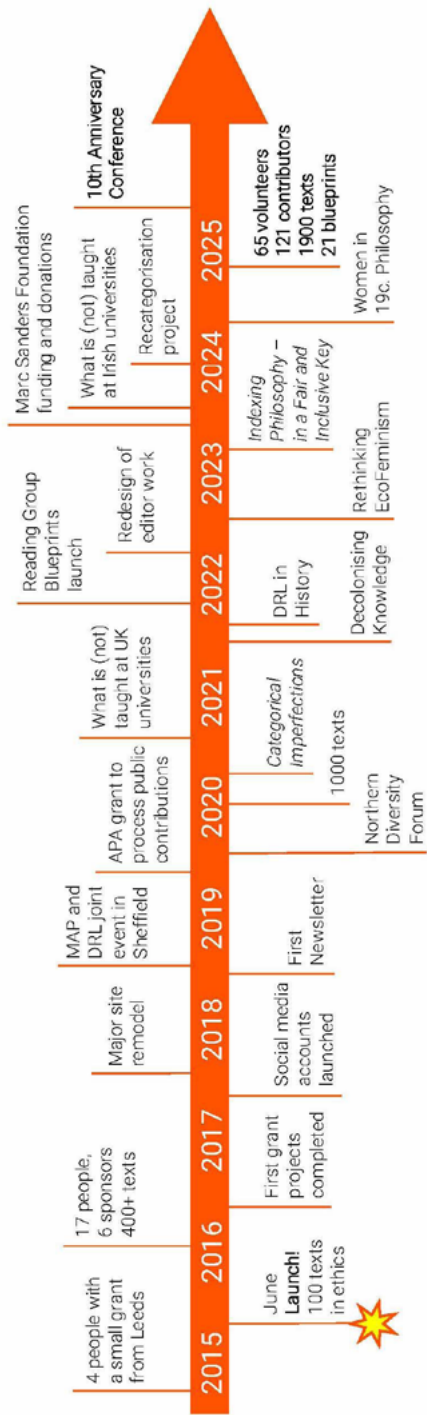 4 people with
a small grant
from Leeds
17 people,
6 sponsors
400+ texts
Major site
remodel
MAP and
DRL joint
event in
Sheffield
APA grant to
process public
contributions
What is (not)
taught at UK
universities
Reading Group
Blueprints
launch
Redesign of
editor work
Marc Sanders Foundation
funding and donations
What is (not) taught
at Irish universities
Recategorisation
project
10th Anniversary
Conference
2015
2016
2017
2018
2019
2020
2021
2022
2023
2024
2025
June
Launch!
100 texts
in ethics
First grant
projects
completed
Social media
accounts
launched
First
Newsletter
Northern
Diversity
Forum
1000 texts
Categorical
Imperfections
Decolonising
Knowledge
DRL in
History
Rethinking
EcoFeminism
Indexing
Philosophy –
in a Fair and
Inclusive Key
Women in
19c. Philosophy
65 volunteers
121 contributors
1900 texts
21 blueprints